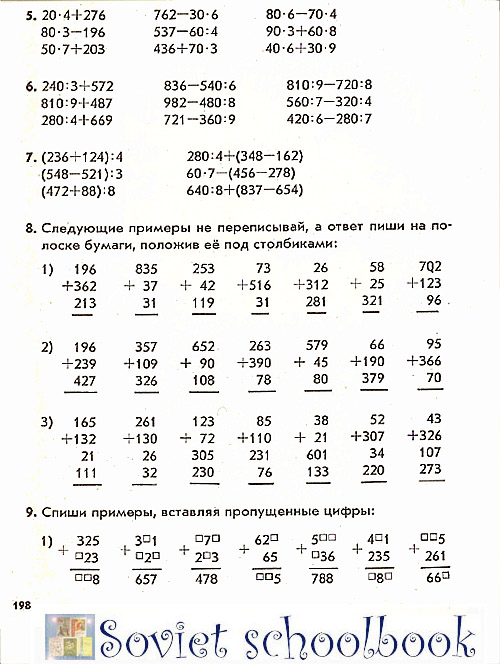 5. 20·4+276 762−30·6 80·6−70·4
80·3−196 537−60:4 90·3+60·8
50·7+203 436+70·3 40·6+30·9
6. 240:3+572 836−540:6 810:9−720:8
810:9+487 982−480:8 560:7−320:4
280:4+669 721−360:9 420:6−280:7
7. (236+124):4 280:4+(348−162)
(548−521):3 60·7−(456−278)
(472+88):8 640:8+(837−654)
8. Следующие примеры не переписывай, а ответ пиши на по-
лоске бумаги, положив её под столбиками:
1) 196 835 253 73 26 58 702
+362 + 37 + 42 +516 +312 + 25 +123
213 31 119 31 281 321 96
2) 196 357 652 263 579 66 95
+239 +109 + 90 +390 + 45 +190 +366
427 326 108 78 80 379 70
3) 165 261 123 85 38 52 43
+132 +130 + 72 +110 + 21 +307 +326
21 26 305 231 601 34 107
111 32 230 76 133 220 273
9. Спиши примеры, вставляя пропущенные цифры:
1) 325 3□1 □7□ 62□ 5□□ 4□1 □□5
+ □23 + □2□ + 2□3 + 65 + □36 + 235 + 261
□□8 657 478 □□5 788 □8□ 66□
198
Soviet schoolbook